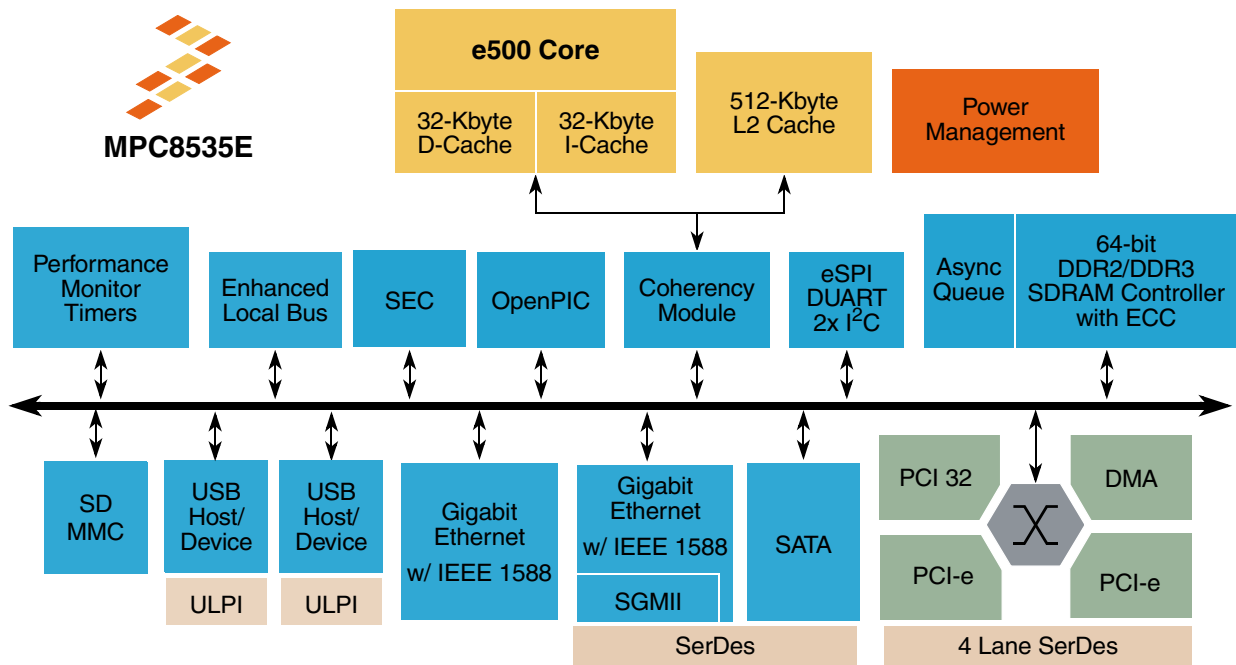 MPC8535E
e500 Core
32-Kbyte
D-Cache
32-Kbyte
I-Cache
512-Kbyte
L2 Cache
Power
Management
Performance
Monitor
Timers
Enhanced
Local Bus
SEC
OpenPIC
Coherency
Module
eSPI
DUART
2x I²C
Async
Queue
64-bit
DDR2/DDR3
SDRAM Controller
with ECC
SD
MMC
USB
Host/
Device
ULPI
USB
Host/
Device
ULPI
Gigabit
Ethernet
w/ IEEE 1588
Gigabit
Ethernet
w/ IEEE 1588
SGMII
SATA
SerDes
PCI 32
DMA
PCI-e
PCI-e
4 Lane SerDes